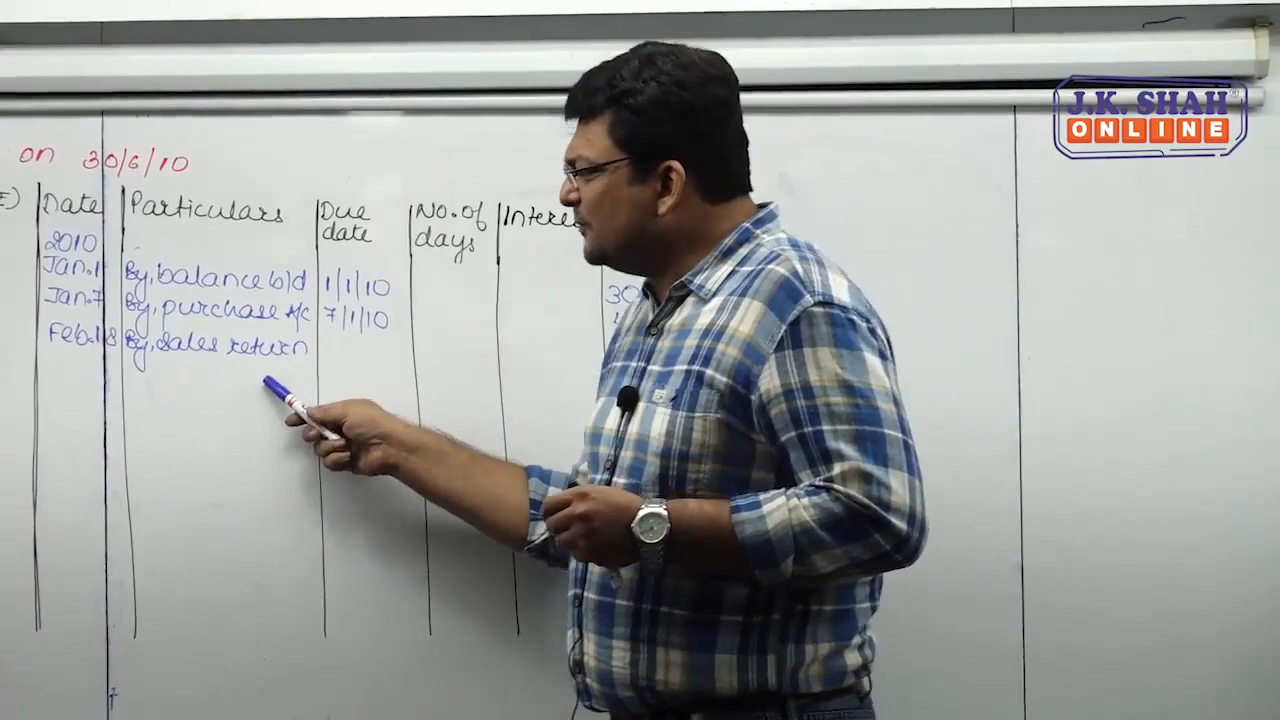 J.K. SHAH
ONLINE
on 30/6/10
Date Particulars Due date No. of days
2010
Jan. 1 By, balance b/d 1/1/10
Jan. 7 By, purchase A/c 7/1/10
Feb. 18 By, sales return